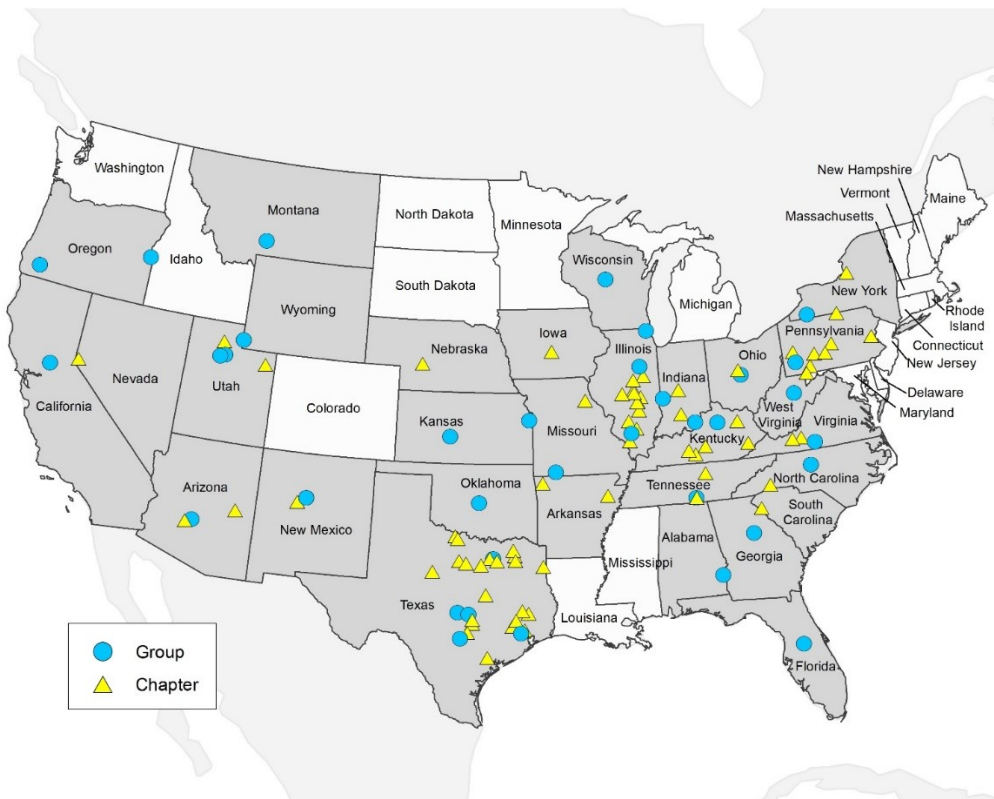 New Hampshire
Washington
Vermont
Maine
Montana
North Dakota
Massachusetts
Minnesota
Oregon
Idaho
Wisconsin
South Dakota
New York
Michigan
Rhode
Island
Wyoming
Pennsylvania
Connecticut
Iowa
New Jersey
Nebraska
Illinois
Ohio
Nevada
Utah
Indiana
Delaware
California
Colorado
West
Virginia
Virginia
Maryland
Kansas
Missouri
Kentucky
North Carolina
Oklahoma
Tennessee
Arizona
Arkansas
South
Carolina
New Mexico
Alabama
Georgia
Mississippi
Texas
Louisiana
Florida
Group
Chapter